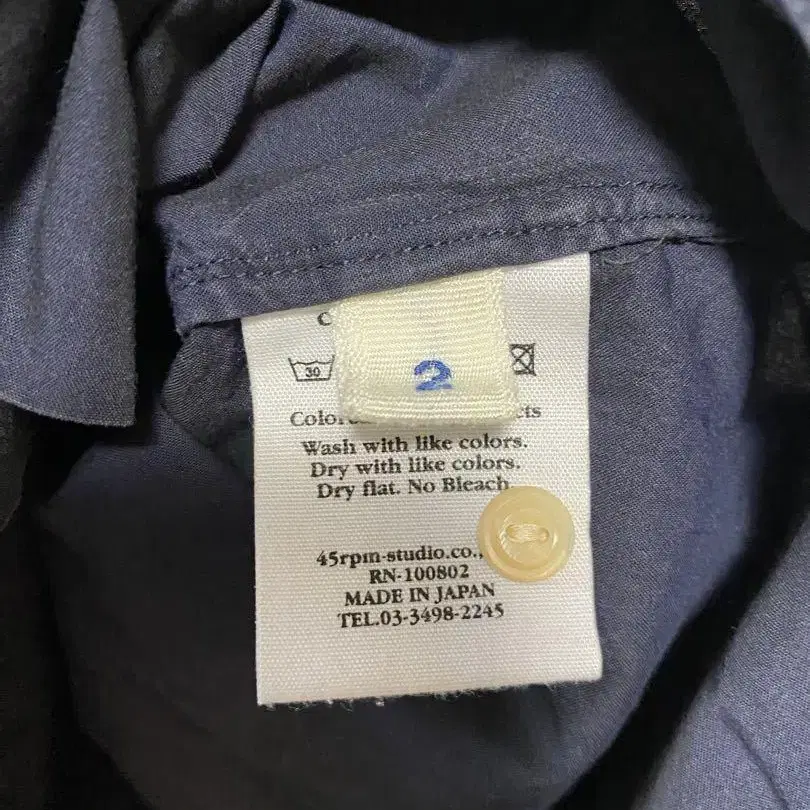 2
30
Wash with like colors.
Dry with like colors.
Dry flat. No Bleach
45rpm-studio.co.,
RN-100802
MADE IN JAPAN
TEL.03-3498-2245